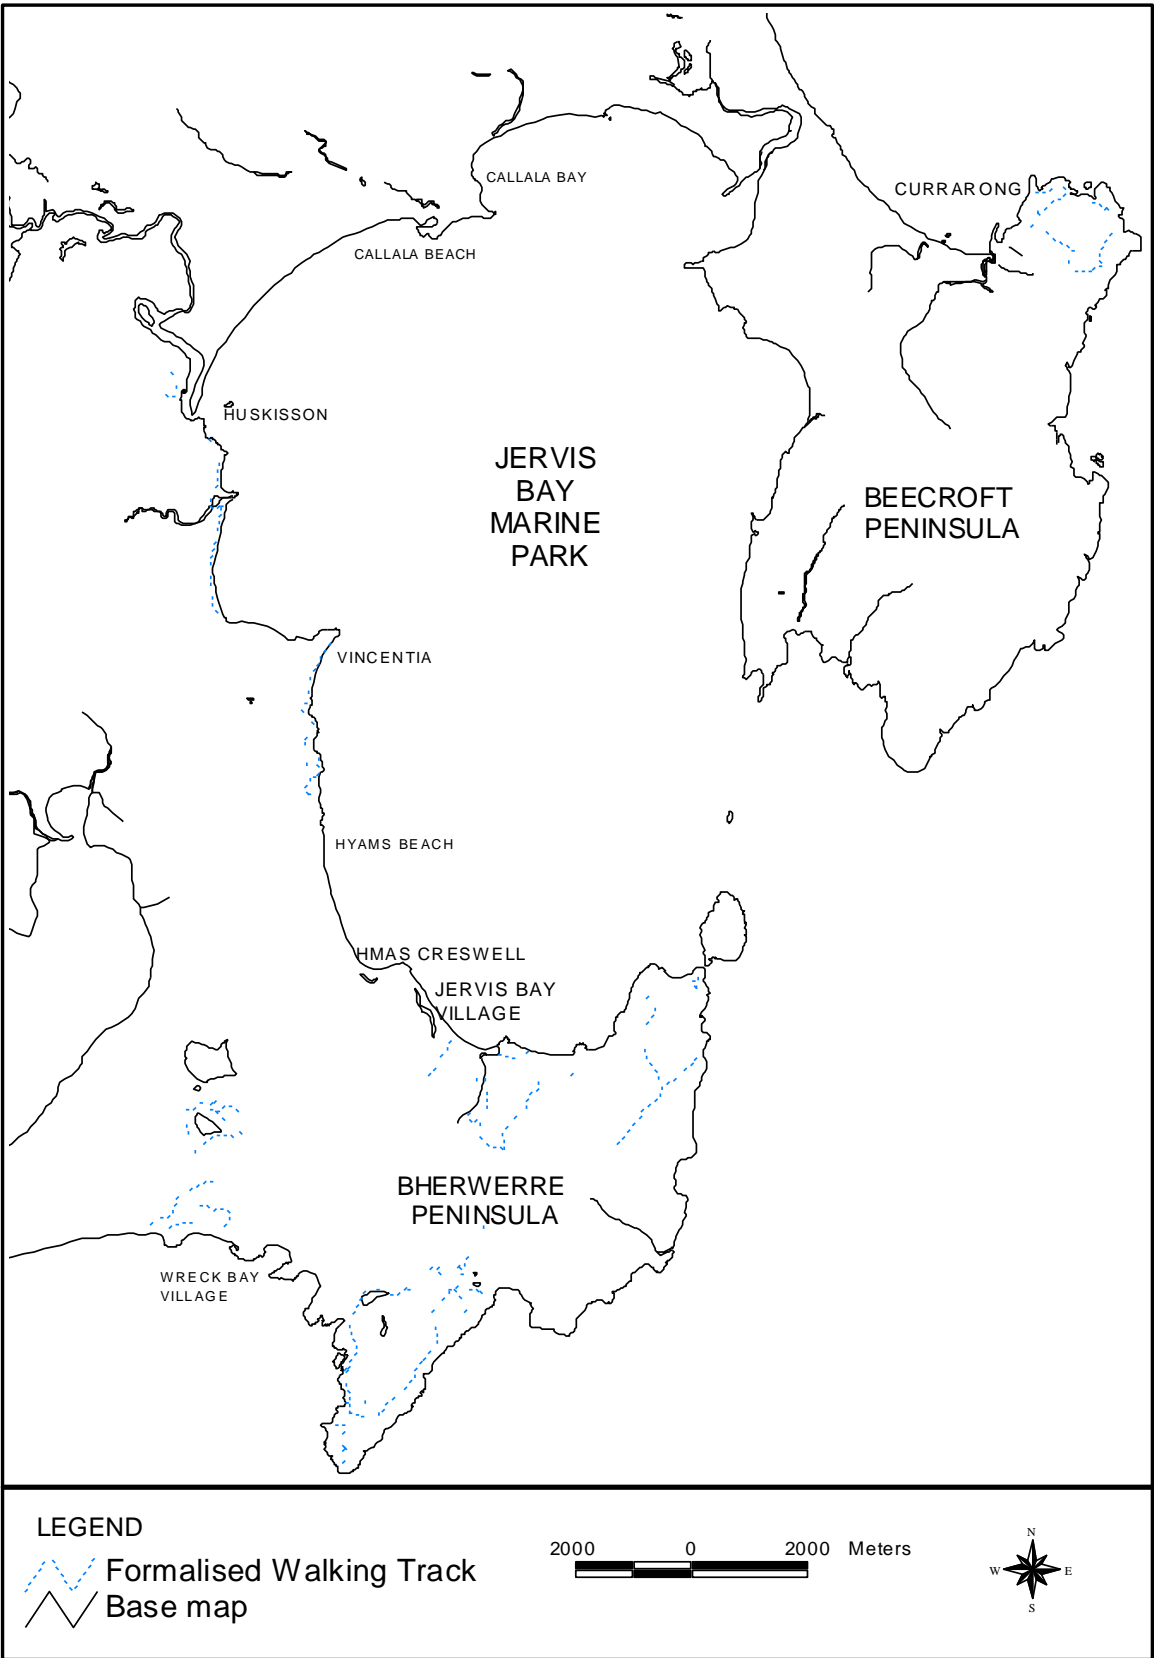 CALLALA BAY
CURRARONG
CALLALA BEACH
HUSKISSON
JERVIS
BAY
MARINE
PARK
BEECROFT
PENINSULA
VINCENTIA
HYAMS BEACH
HMAS CRESWELL
JERVIS BAY
VILLAGE
BHERWERRE
PENINSULA
WRECK BAY
VILLAGE
LEGEND
Formalised Walking Track
Base map
2000 0 2000 Meters
N
W E
S